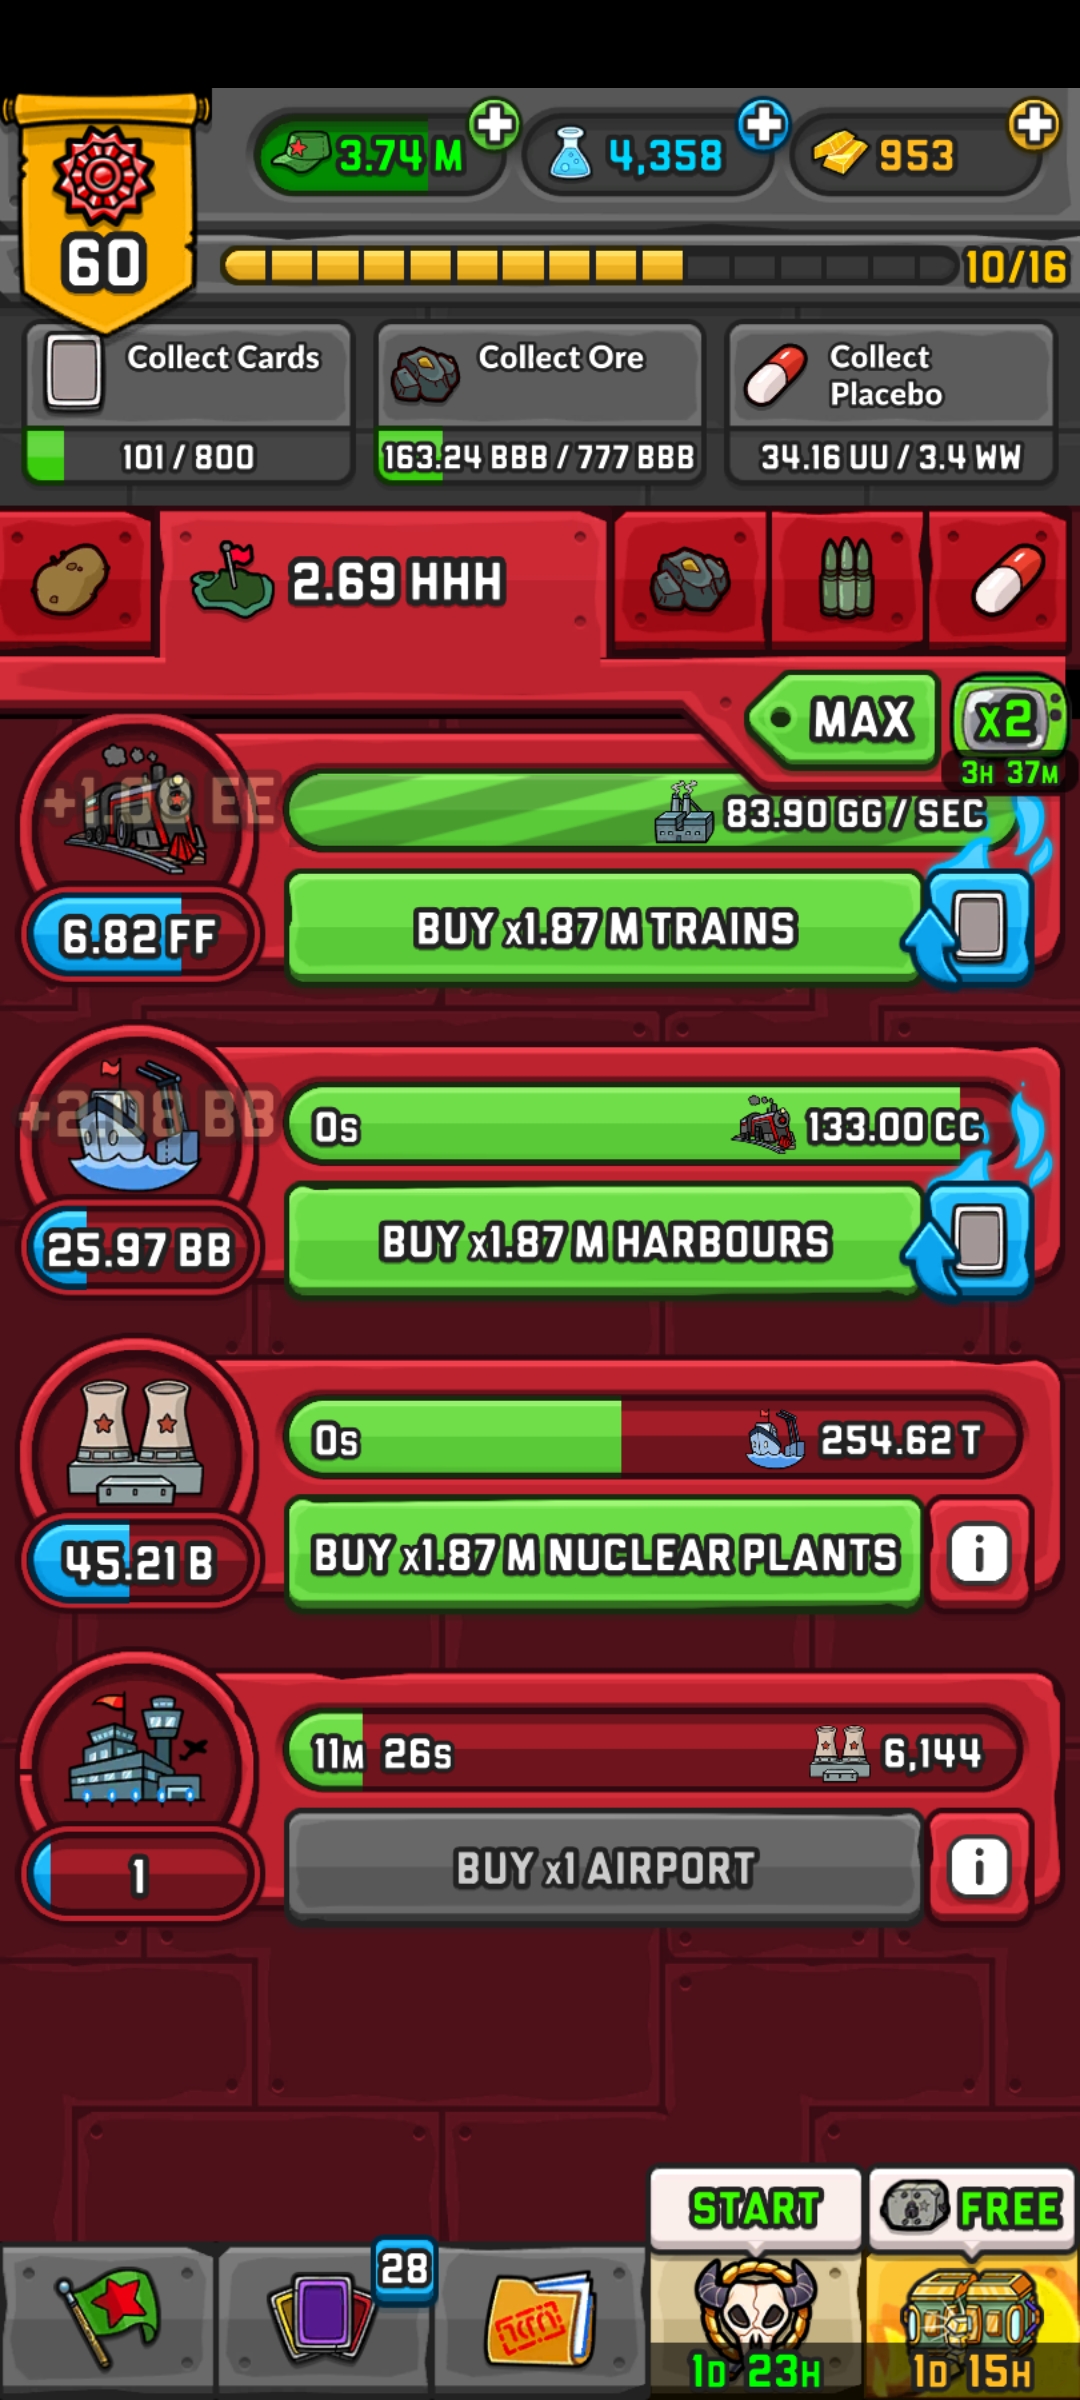 60
3.74 M
4,358
953
10/16
Collect Cards
101 / 800
Collect Ore
163.24 BBB / 777 BBB
Collect
Placebo
34.16 UU / 3.4 WW
2.69 HHH
MAX
x2
3H 37M
83.90 GG / SEC
6.82 FF
BUY x1.87 M TRAINS
+2.08 BB
0s
133.00 CC
25.97 BB
BUY x1.87 M HARBOURS
0s
254.62 T
45.21 B
BUY x1.87 M NUCLEAR PLANTS
i
11M 26s
6,144
1
BUY x1 AIRPORT
i
START
FREE
28
1D 23H
1D 15H